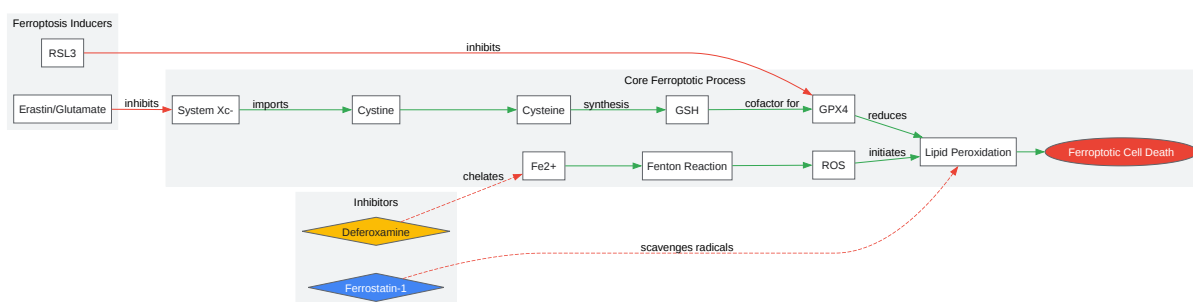 Ferroptosis Inducers
RSL3
inhibits
Core Ferroptotic Process
Erastin/Glutamate
inhibits
System Xc-
imports
Cystine
Cysteine
synthesis
GSH
cofactor for
GPX4
reduces
Lipid Peroxidation
Ferroptotic Cell Death
Fe2+
Fenton Reaction
ROS
initiates
chelates
Inhibitors
Deferoxamine
scavenges radicals
Ferrostatin-1